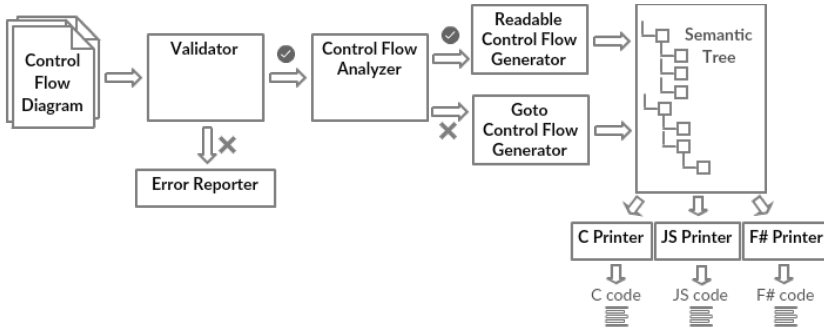 Control
Flow
Diagram
Validator
Error Reporter
Control Flow
Analyzer
Readable
Control Flow
Generator
Goto
Control Flow
Generator
Semantic
Tree
C Printer
JS Printer
F# Printer
C code
JS code
F# code